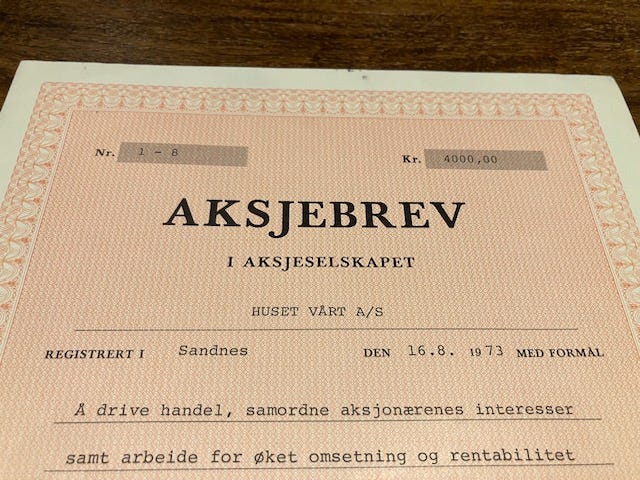 Nr. 1 - 8 Kr. 4000,00
AKSJEBREV
I AKSJESELSKAPET
HUSET VÅRT A/S
REGISTRERT I Sandnes DEN 16.8. 1973 MED FORMÅL
Å drive handel, samordne aksjonærenes interesser
samt arbeide for øket omsetning og rentabilitet